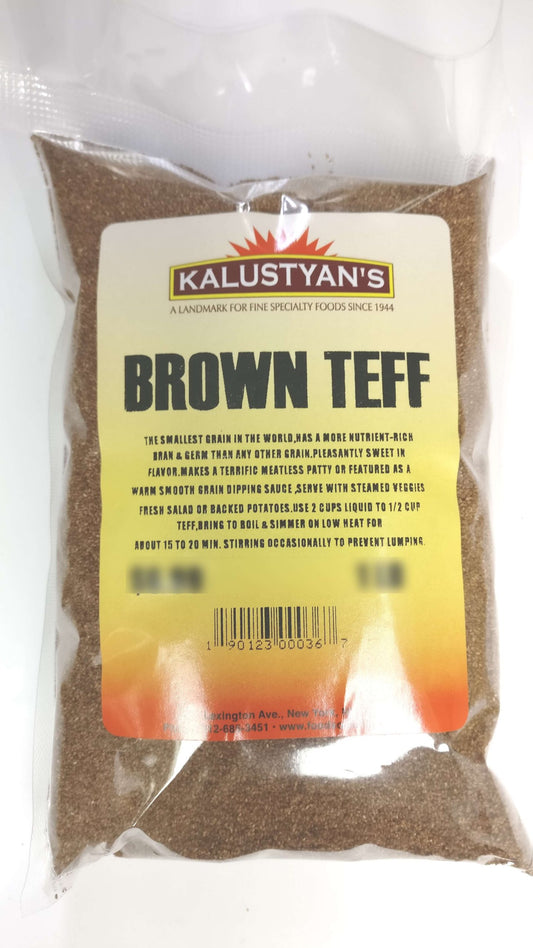 KALUSTYAN'S
A LANDMARK FOR FINE SPECIALTY FOODS SINCE 1944
BROWN TEFF
THE SMALLEST GRAIN IN THE WORLD,HAS A MORE NUTRIENT-RICH
BRAN & GERM THAN ANY OTHER GRAIN.PLEASANTLY SWEET IN
FLAVOR.MAKES A TERRIFIC MEATLESS PATTY OR FEATURED AS A
WARM SMOOTH GRAIN DIPPING SAUCE ,SERVE WITH STEAMED VEGGIES
FRESH SALAD OR BACKED POTATOES.USE 2 CUPS LIQUID TO 1/2 CUP
TEFF,BRING TO BOIL & SIMMER ON LOW HEAT FOR
ABOUT 15 TO 20 MIN. STIRRING OCCASIONALLY TO PREVENT LUMPING.
1 90123 00036 7
Ave., New